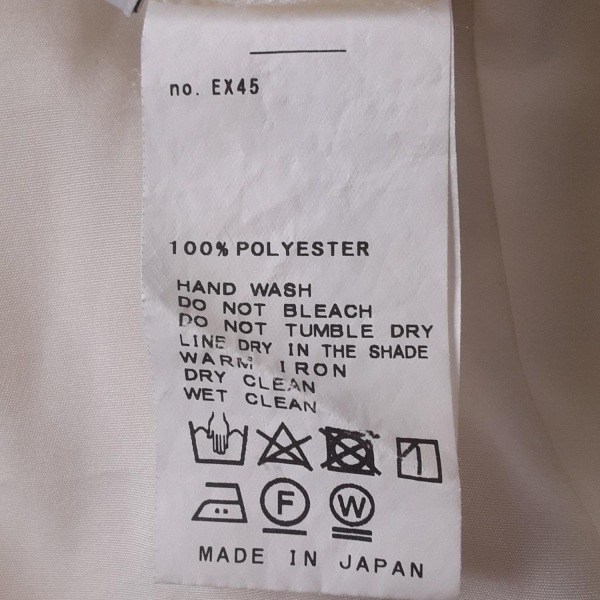 no. EX45
100% POLYESTER
HAND WASH
DO NOT BLEACH
DO NOT TUMBLE DRY
LINE DRY IN THE SHADE
WARM IRON
DRY CLEAN
WET CLEAN
F W
MADE IN JAPAN